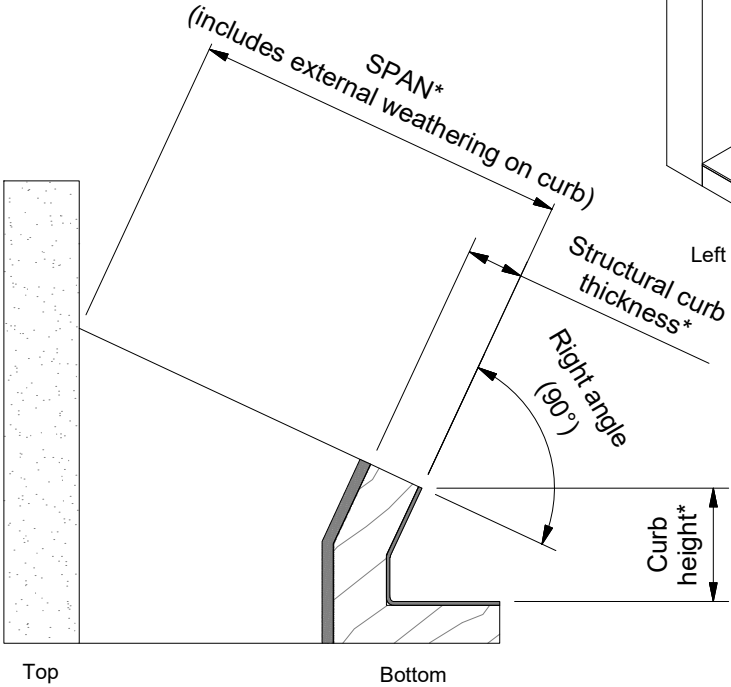 SPAN*
(includes external weathering on curb)
Left
Structural curb
thickness*
Right angle
(90°)
Curb
height*
Top
Bottom